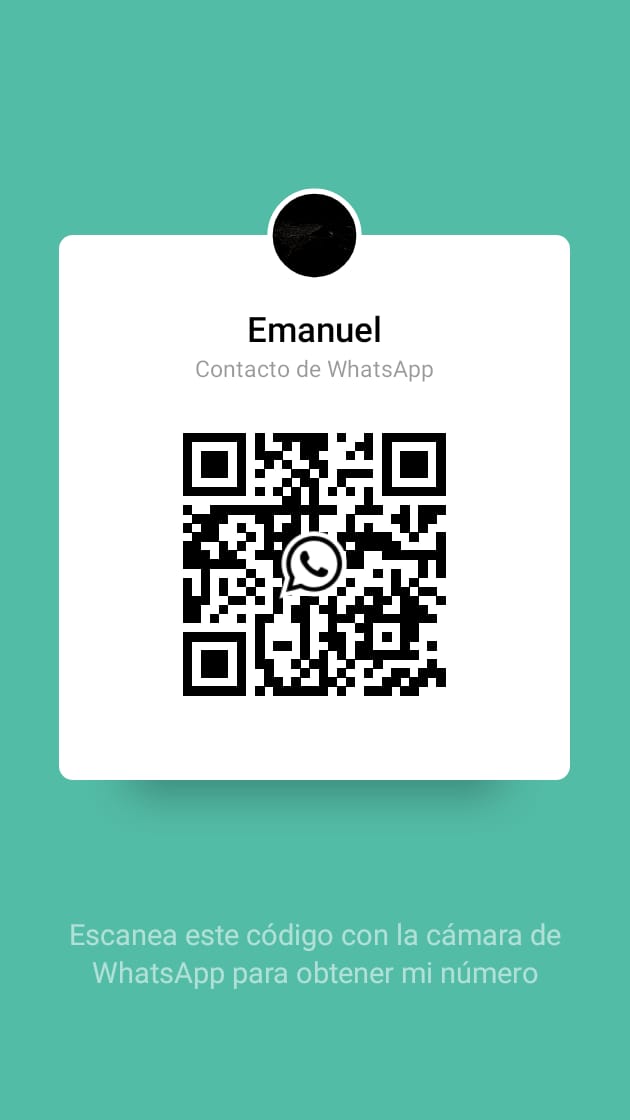 Emanuel
Contacto de WhatsApp
Escanea este código con la cámara de
WhatsApp para obtener mi número